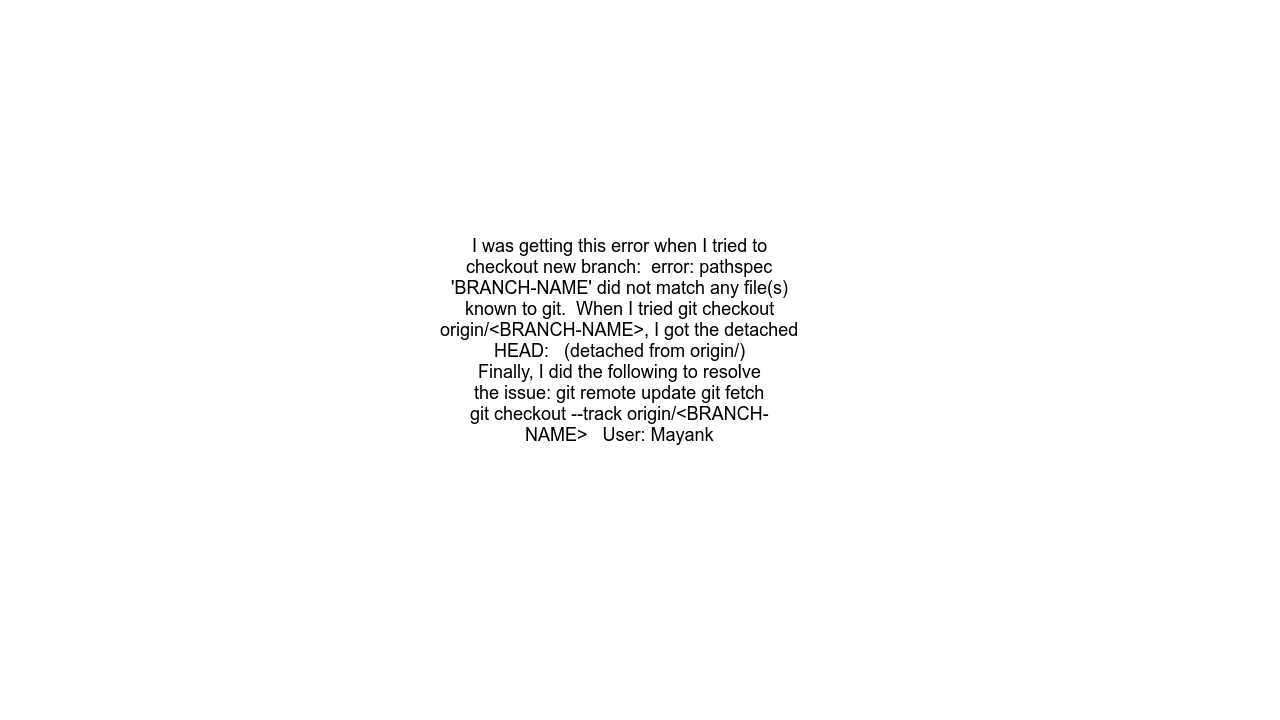 I was getting this error when I tried to
checkout new branch:  error: pathspec
'BRANCH-NAME' did not match any file(s)
known to git.  When I tried git checkout
origin/<BRANCH-NAME>, I got the detached
HEAD:   (detached from origin/)
Finally, I did the following to resolve
the issue: git remote update git fetch
git checkout --track origin/<BRANCH-
NAME>   User: Mayank